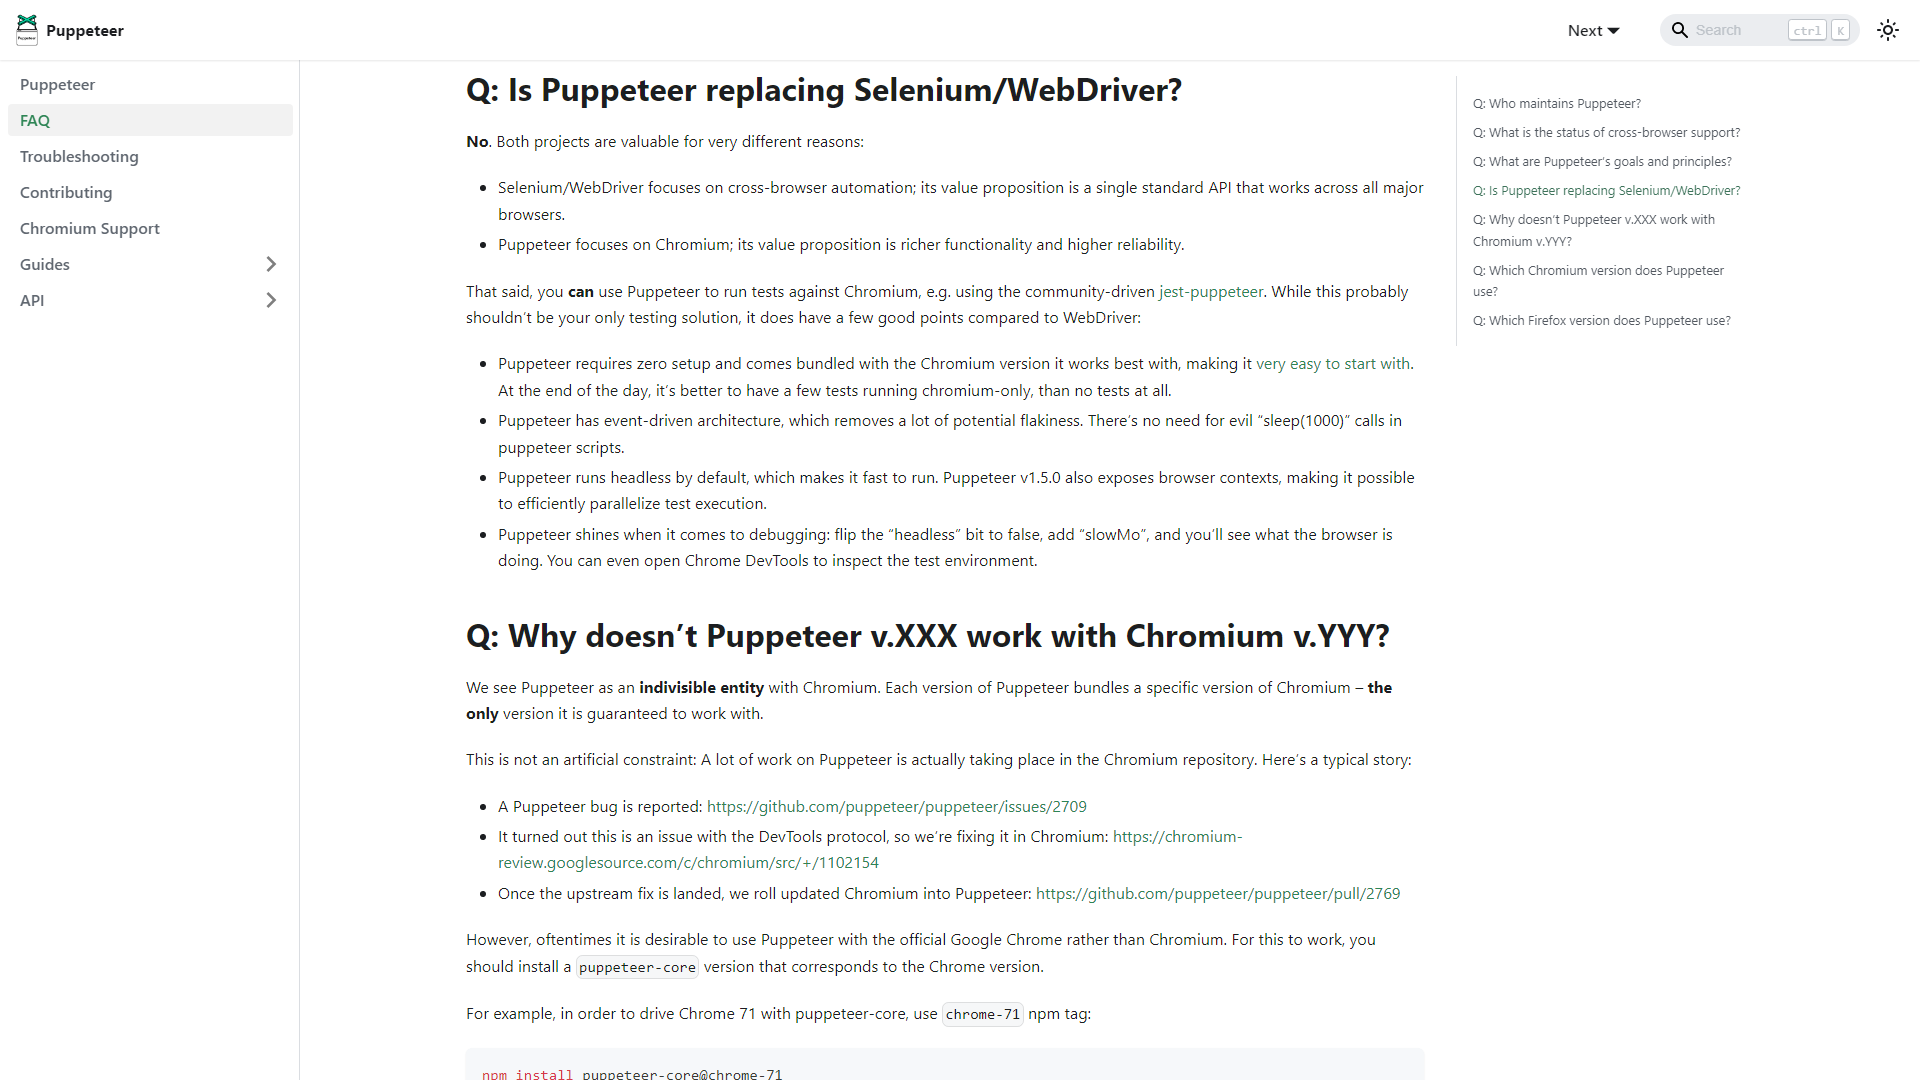 Puppeteer
Next
Search
ctrl K
Puppeteer
FAQ
Troubleshooting
Contributing
Chromium Support
Guides
API
Q: Is Puppeteer replacing Selenium/WebDriver?
No. Both projects are valuable for very different reasons:
Selenium/WebDriver focuses on cross-browser automation; its value proposition is a single standard API that works across all major
browsers.
Puppeteer focuses on Chromium; its value proposition is richer functionality and higher reliability.
That said, you can use Puppeteer to run tests against Chromium, e.g. using the community-driven jest-puppeteer. While this probably
shouldn’t be your only testing solution, it does have a few good points compared to WebDriver:
Puppeteer requires zero setup and comes bundled with the Chromium version it works best with, making it very easy to start with.
At the end of the day, it’s better to have a few tests running chromium-only, than no tests at all.
Puppeteer has event-driven architecture, which removes a lot of potential flakiness. There’s no need for evil “sleep(1000)” calls in
puppeteer scripts.
Puppeteer runs headless by default, which makes it fast to run. Puppeteer v1.5.0 also exposes browser contexts, making it possible
to efficiently parallelize test execution.
Puppeteer shines when it comes to debugging: flip the “headless” bit to false, add “slowMo”, and you’ll see what the browser is
doing. You can even open Chrome DevTools to inspect the test environment.
Q: Why doesn’t Puppeteer v.XXX work with Chromium v.YYY?
We see Puppeteer as an indivisible entity with Chromium. Each version of Puppeteer bundles a specific version of Chromium – the
only version it is guaranteed to work with.
This is not an artificial constraint: A lot of work on Puppeteer is actually taking place in the Chromium repository. Here’s a typical story:
A Puppeteer bug is reported: https://github.com/puppeteer/puppeteer/issues/2709
It turned out this is an issue with the DevTools protocol, so we’re fixing it in Chromium: https://chromium-
review.googlesource.com/c/chromium/src/+/1102154
Once the upstream fix is landed, we roll updated Chromium into Puppeteer: https://github.com/puppeteer/puppeteer/pull/2769
However, oftentimes it is desirable to use Puppeteer with the official Google Chrome rather than Chromium. For this to work, you
should install a puppeteer-core version that corresponds to the Chrome version.
For example, in order to drive Chrome 71 with puppeteer-core, use chrome-71 npm tag:
npm install puppeteer-core@chrome-71
Q: Who maintains Puppeteer?
Q: What is the status of cross-browser support?
Q: What are Puppeteer’s goals and principles?
Q: Is Puppeteer replacing Selenium/WebDriver?
Q: Why doesn’t Puppeteer v.XXX work with
Chromium v.YYY?
Q: Which Chromium version does Puppeteer
use?
Q: Which Firefox version does Puppeteer use?